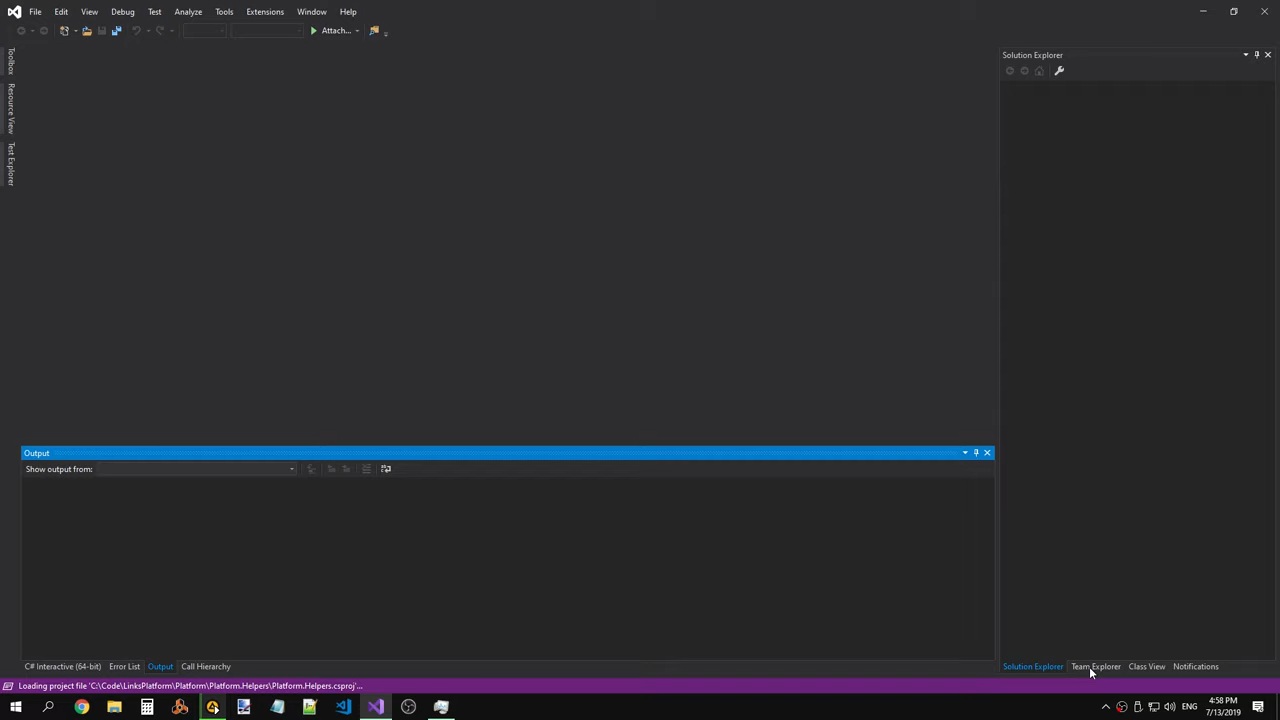 File Edit View Debug Test Analyze Tools Extensions Window Help
Attach...
Toolbox
Resource View
Test Explorer
Solution Explorer
Output
Show output from:
C# Interactive (64-bit) Error List Output Call Hierarchy
Solution Explorer Team Explorer Class View Notifications
Loading project file 'C:\Code\LinksPlatform\Platform\Platform.Helpers\Platform.Helpers.csproj'...
ENG
4:58 PM
7/13/2019